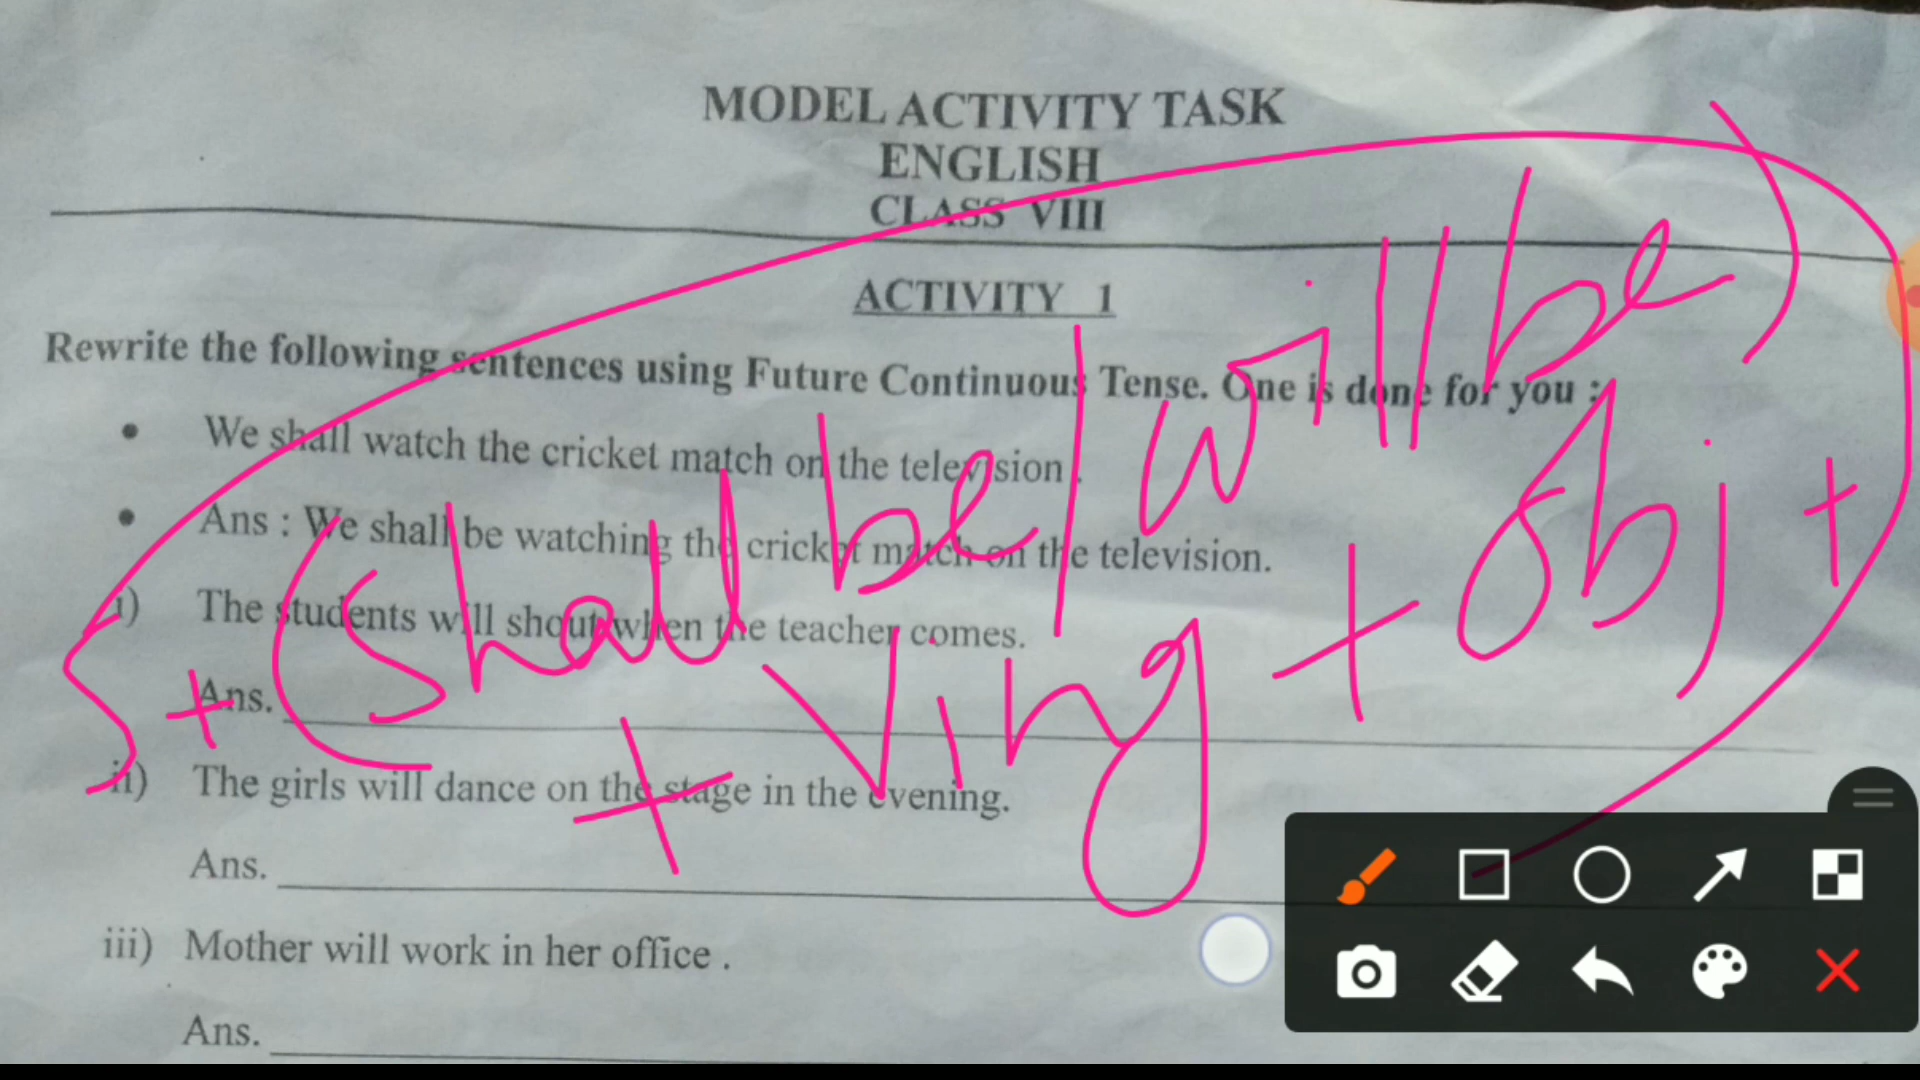 MODEL ACTIVITY TASK
ENGLISH
CLASS VIII
ACTIVITY 1
Rewrite the following sentences using Future Continuous Tense. One is done for you :
• We shall watch the cricket match on the television.
• Ans : We shall be watching the cricket match on the television.
i) The students will shout when the teacher comes.
Ans.
ii) The girls will dance on the stage in the evening.
Ans.
iii) Mother will work in her office .
Ans.
S + (shall be / will be)
+ Ving + obj +